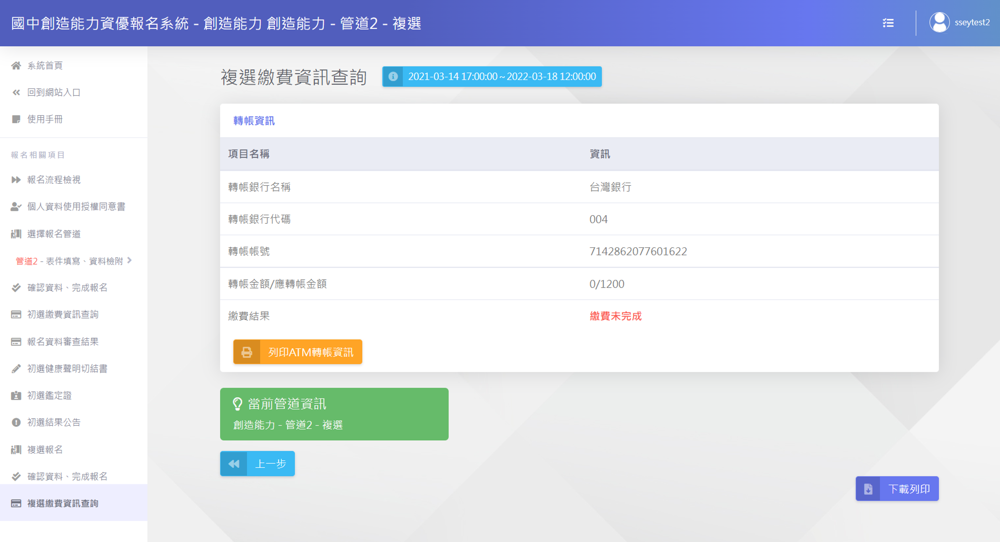 國中創造能力資優報名系統 - 創造能力 創造能力 - 管道2 - 複選
sseytest2
系統首頁
回到網站入口
使用手冊
報名相關項目
報名流程檢視
個人資料使用授權同意書
選擇報名管道
管道2 - 表件填寫、資料檢附
確認資料、完成報名
初選繳費資訊查詢
報名資料審查結果
初選健康聲明切結書
初選鑑定證
初選結果公告
複選報名
確認資料、完成報名
複選繳費資訊查詢
複選繳費資訊查詢
2021-03-14 17:00:00 ~ 2022-03-18 12:00:00
轉帳資訊
項目名稱 資訊
轉帳銀行名稱 台灣銀行
轉帳銀行代碼 004
轉帳帳號 7142862077601622
轉帳金額/應轉帳金額 0/1200
繳費結果 繳費未完成
列印ATM轉帳資訊
當前管道資訊
創造能力 - 管道2 - 複選
上一步
下載列印